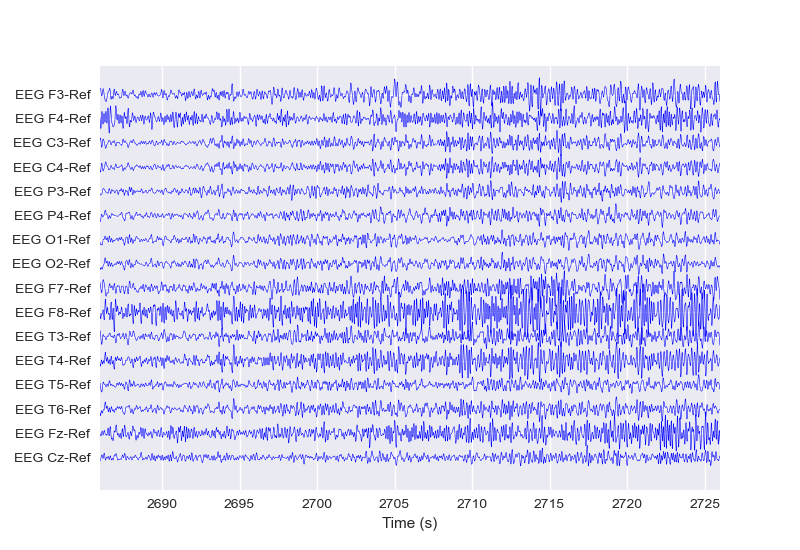 EEG F3-Ref
EEG F4-Ref
EEG C3-Ref
EEG C4-Ref
EEG P3-Ref
EEG P4-Ref
EEG O1-Ref
EEG O2-Ref
EEG F7-Ref
EEG F8-Ref
EEG T3-Ref
EEG T4-Ref
EEG T5-Ref
EEG T6-Ref
EEG Fz-Ref
EEG Cz-Ref
2690 2695 2700 2705 2710 2715 2720 2725
Time (s)